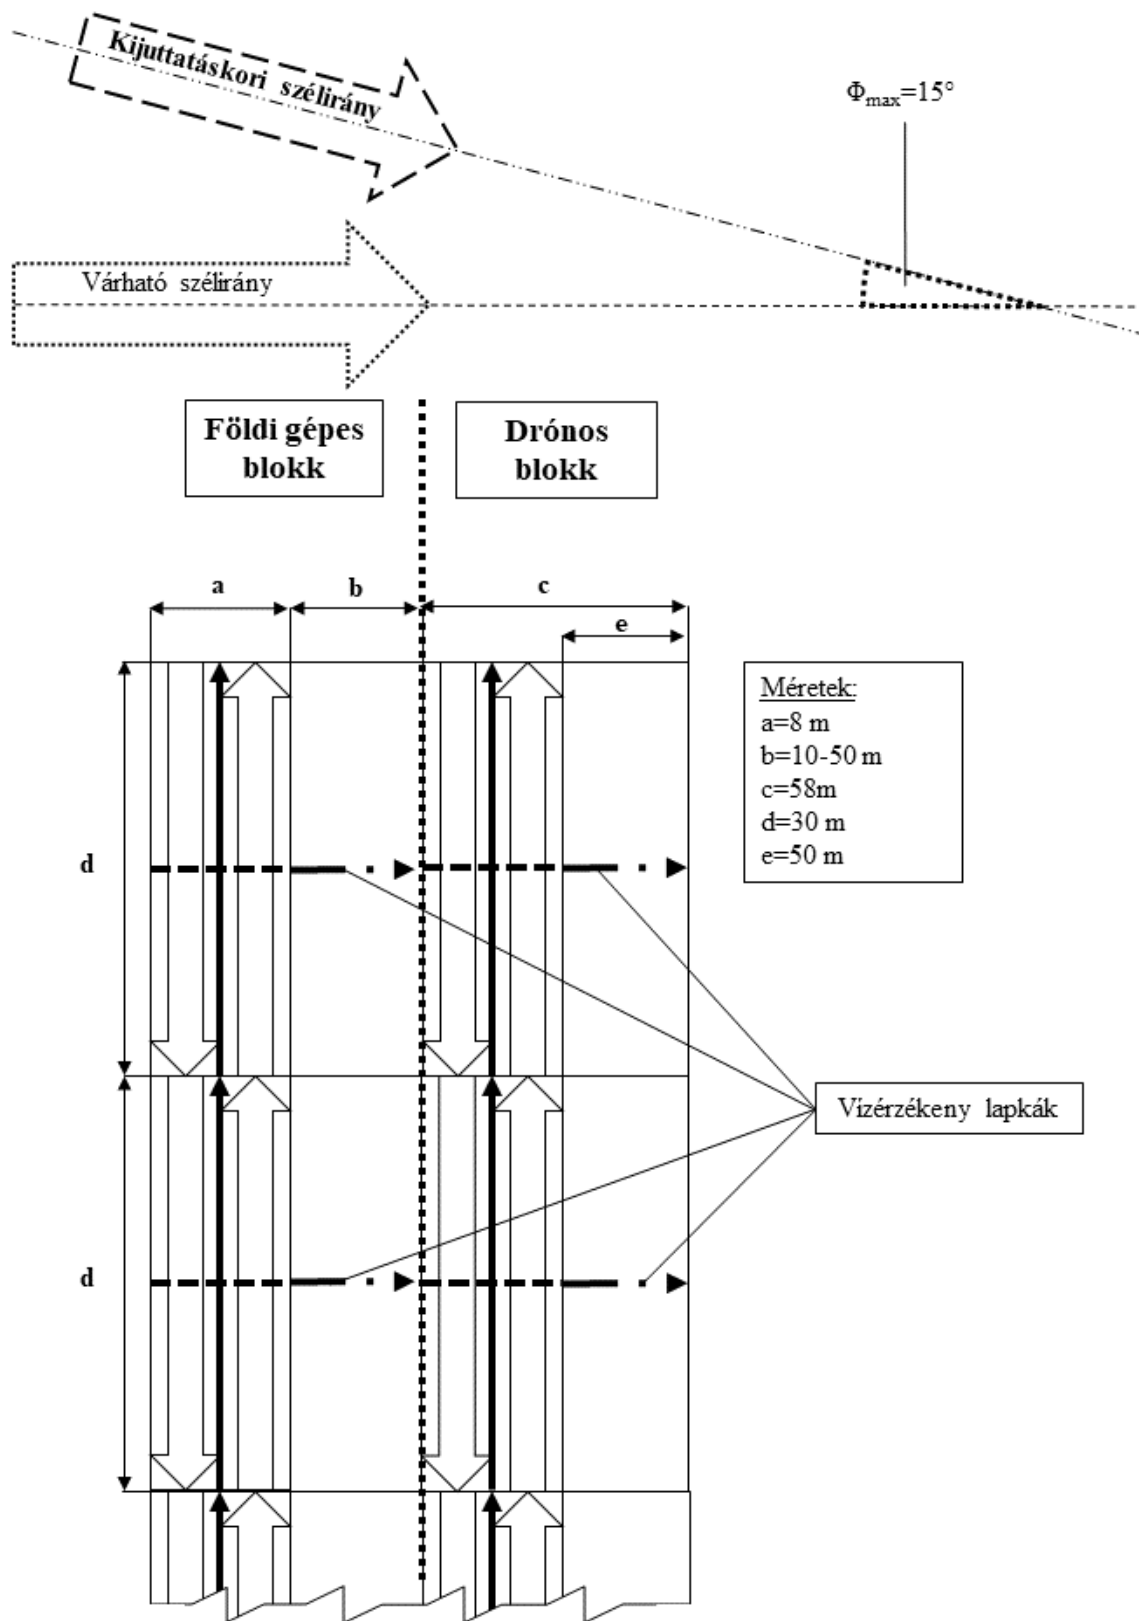 Kijuttatáskori szélirány
Φmax=15°
Várható szélirány
Földi gépes
blokk
Drónos
blokk
a
b
c
e
Méretek:
a=8 m
b=10-50 m
c=58m
d=30 m
e=50 m
d
Vízérzékeny lapkák
d